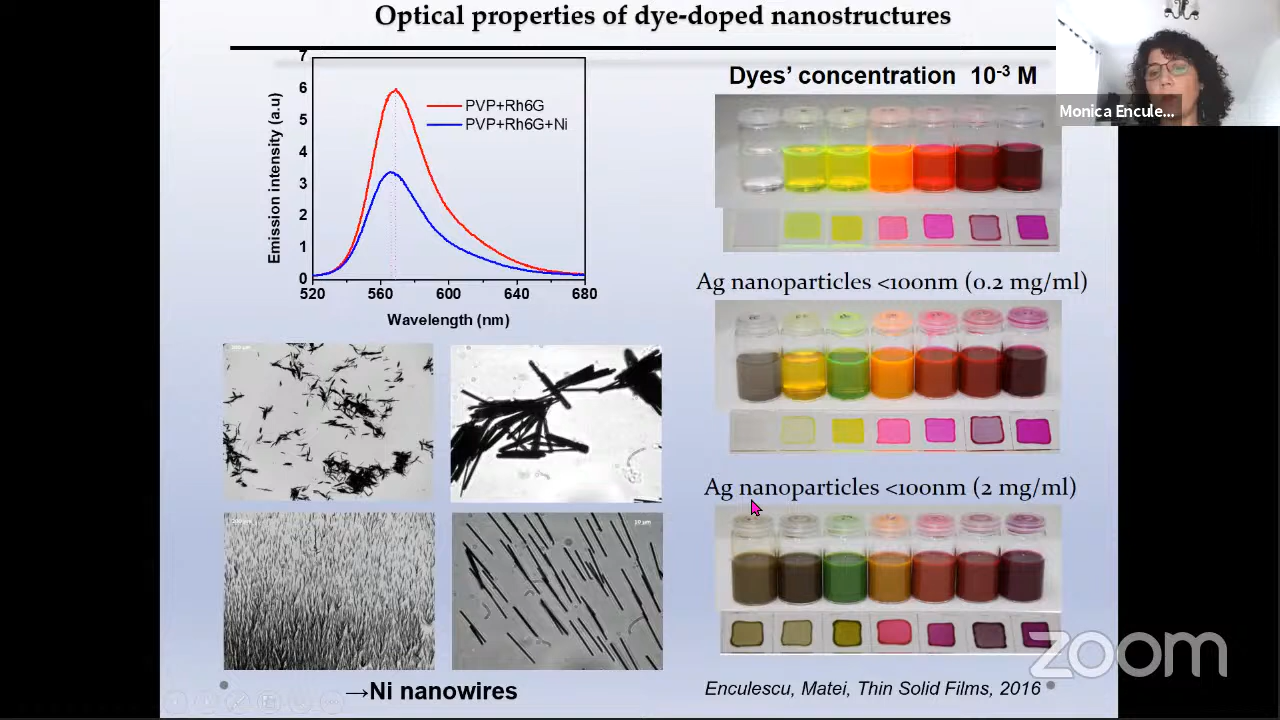 Optical properties of dye-doped nanostructures
Monica Encule...
7
6
5
4
3
2
1
0
Emission intensity (a.u)
PVP+Rh6G
PVP+Rh6G+Ni
520 560 600 640 680
Wavelength (nm)
→Ni nanowires
Dyes’ concentration 10⁻³ M
Ag nanoparticles <100nm (0.2 mg/ml)
Ag nanoparticles <100nm (2 mg/ml)
Enculescu, Matei, Thin Solid Films, 2016
zoom